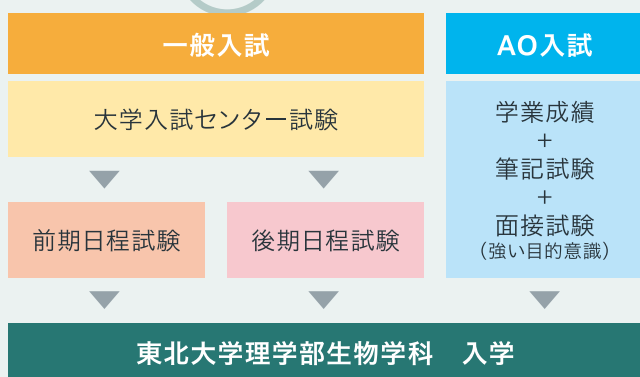 一般入試
大学入試センター試験
前期日程試験
後期日程試験
AO入試
学業成績
+
筆記試験
+
面接試験
（強い目的意識）
東北大学理学部生物学科　入学